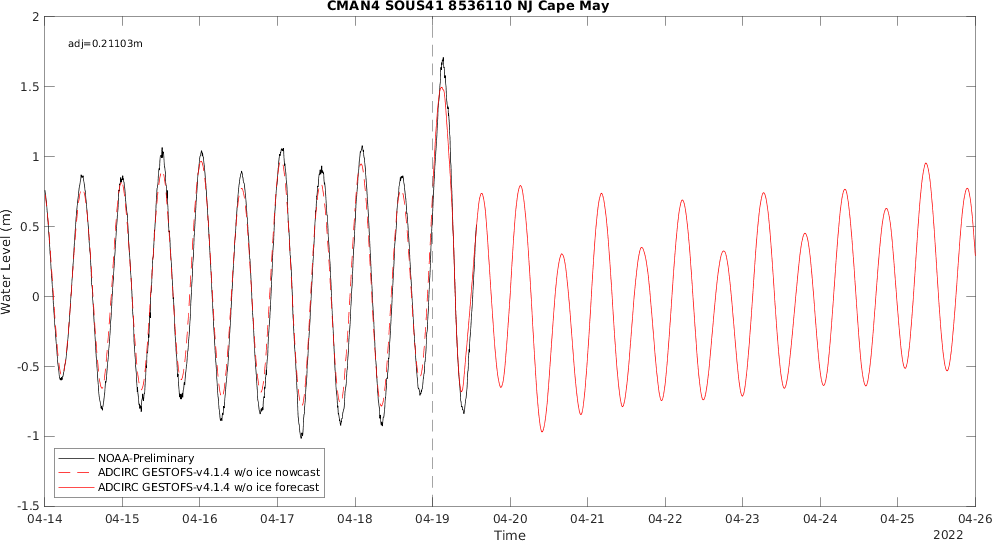 CMAN4 SOUS41 8536110 NJ Cape May
adj=0.21103m
2
1.5
1
0.5
0
-0.5
-1
-1.5
Water Level (m)
NOAA-Preliminary
ADCIRC GESTOFS-v4.1.4 w/o ice nowcast
ADCIRC GESTOFS-v4.1.4 w/o ice forecast
04-14 04-15 04-16 04-17 04-18 04-19 04-20 04-21 04-22 04-23 04-24 04-25 04-26
Time
2022